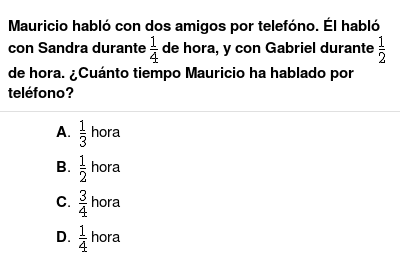 Mauricio habló con dos amigos por telefóno. Él habló
con Sandra durante 1/4 de hora, y con Gabriel durante 1/2
de hora. ¿Cuánto tiempo Mauricio ha hablado por
teléfono?
A. 1/3 hora
B. 1/2 hora
C. 3/4 hora
D. 1/4 hora